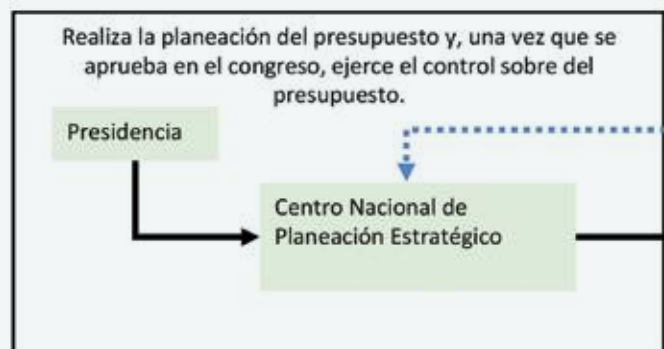 Realiza la planeación del presupuesto y, una vez que se
aprueba en el congreso, ejerce el control sobre del
presupuesto.
Presidencia
Centro Nacional de
Planeación Estratégico